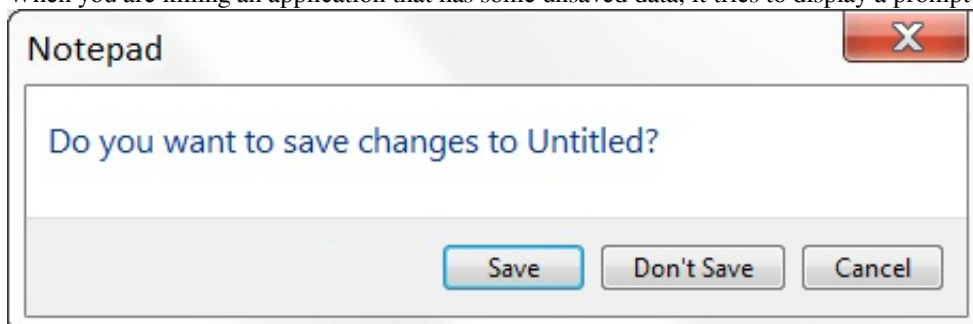 When you are killing an application that has some unsaved data, it tries to display a prompt
Notepad
X
Do you want to save changes to Untitled?
Save Don't Save Cancel